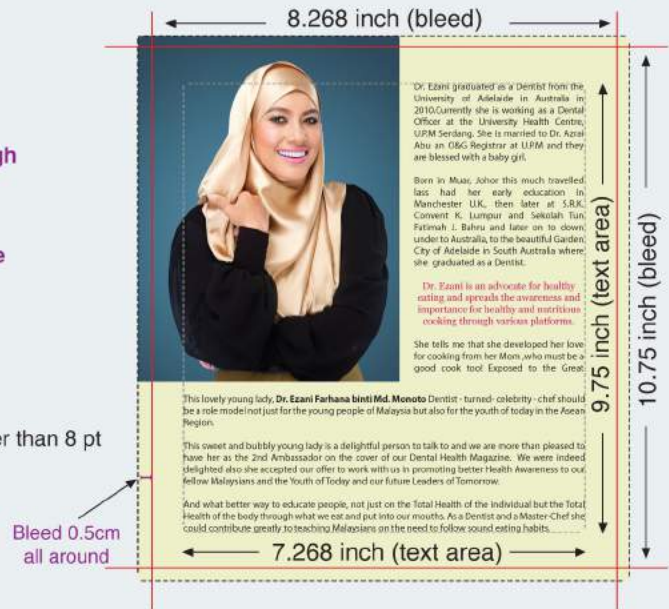 8.268 inch (bleed)
gh
e
er than 8 pt
Bleed 0.5cm
all around
Dr. Ezani graduated as a Dentist from the
University of Adelaide in Australia in
2010.Currently she is working as a Dental
Officer at the University Health Centre,
U.P.M Serdang. She is married to Dr. Azrai
Abu an O&G Registrar at U.P.M and they
are blessed with a baby girl.
Born in Muar, Johor this much travelled
lass had her early education in
Manchester U.K, then later at S.R.K.
Convent K. Lumpur and Sekolah Tun
Fatimah J. Bahru and later on to down
under to Australia, to the beautiful Garden
City of Adelaide in South Australia where
she graduated as a Dentist.
Dr. Ezani is an advocate for healthy
eating and spreads the awareness and
importance for healthy and nutritious
cooking through various platforms.
She tells me that she developed her love
for cooking from her Mom ,who must be a
good cook too! Exposed to the Great
This lovely young lady, Dr. Ezani Farhana binti Md. Monoto Dentist - turned- celebrity - chef should
be a role model not just for the young people of Malaysia but also for the youth of today in the Asean
Region.
This sweet and bubbly young lady is a delightful person to talk to and we are more than pleased to
have her as the 2nd Ambassador on the cover of our Dental Health Magazine. We were indeed
delighted also she accepted our offer to work with us in promoting better Health Awareness to our
fellow Malaysians and the Youth of Today and our future Leaders of Tomorrow.
And what better way to educate people, not just on the Total Health of the individual but the Total
Health of the body through what we eat and put into our mouths. As a Dentist and a Master-Chef she
could contribute greatly to teaching Malaysians on the need to follow sound eating habits.
7.268 inch (text area)
9.75 inch (text area)
10.75 inch (bleed)